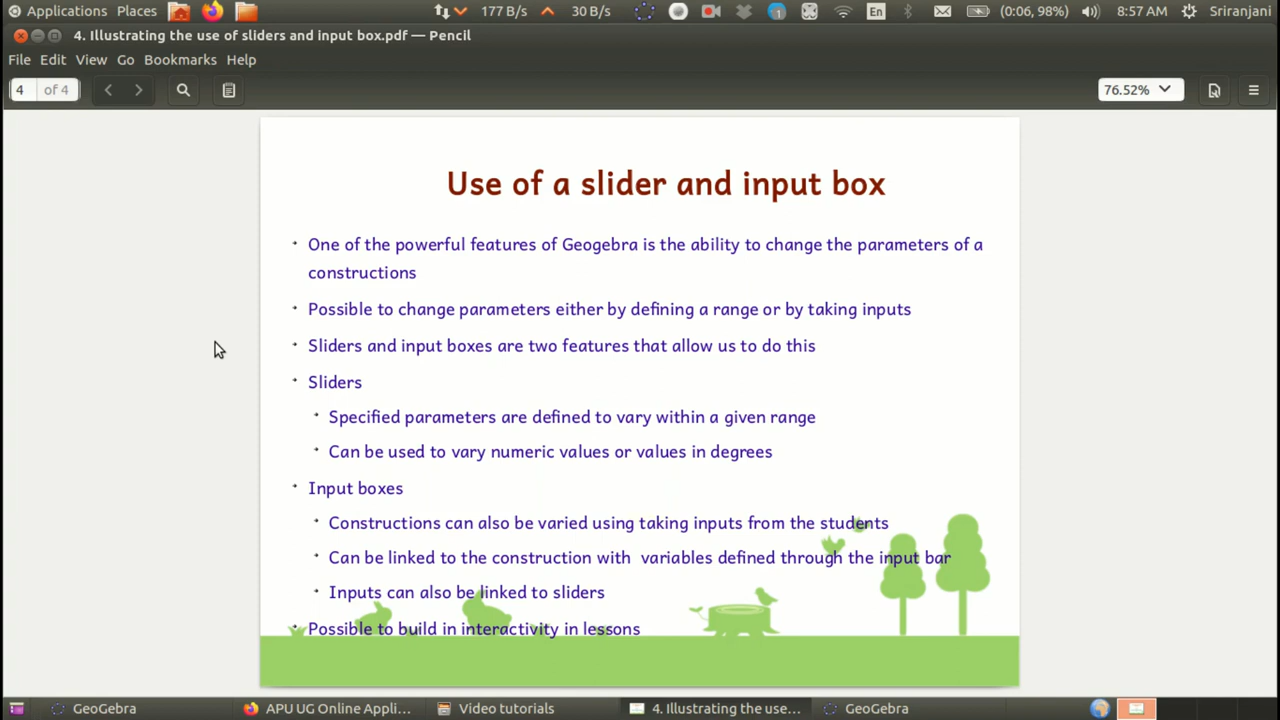 Applications Places 177 B/s 30 B/s En (0:06, 98%) 8:57 AM Sriranjani
4. Illustrating the use of sliders and input box.pdf — Pencil
File Edit View Go Bookmarks Help
4 of 4 76.52%
Use of a slider and input box
One of the powerful features of Geogebra is the ability to change the parameters of a
constructions
Possible to change parameters either by defining a range or by taking inputs
Sliders and input boxes are two features that allow us to do this
Sliders
Specified parameters are defined to vary within a given range
Can be used to vary numeric values or values in degrees
Input boxes
Constructions can also be varied using taking inputs from the students
Can be linked to the construction with variables defined through the input bar
Inputs can also be linked to sliders
Possible to build in interactivity in lessons
GeoGebra APU UG Online Appli... Video tutorials 4. Illustrating the use... GeoGebra